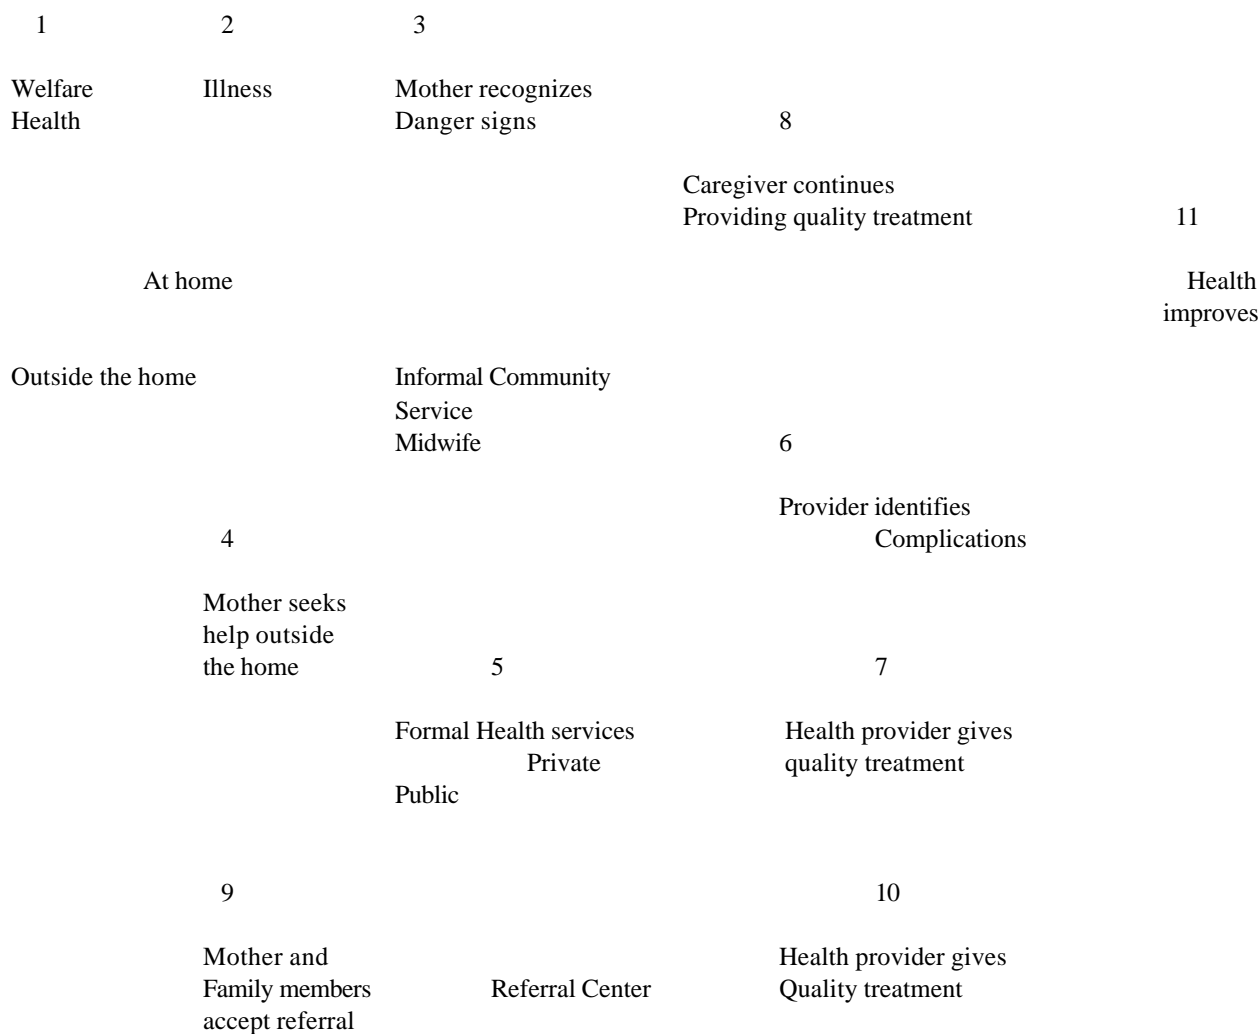 1 2 3
Welfare Illness Mother recognizes
Health Danger signs 8
Caregiver continues
Providing quality treatment 11
At home Health
improves
Outside the home Informal Community
Service
Midwife 6
Provider identifies
4 Complications
Mother seeks
help outside
the home 5 7
Formal Health services Health provider gives
Private quality treatment
Public
9 10
Mother and Health provider gives
Family members Referral Center Quality treatment
accept referral